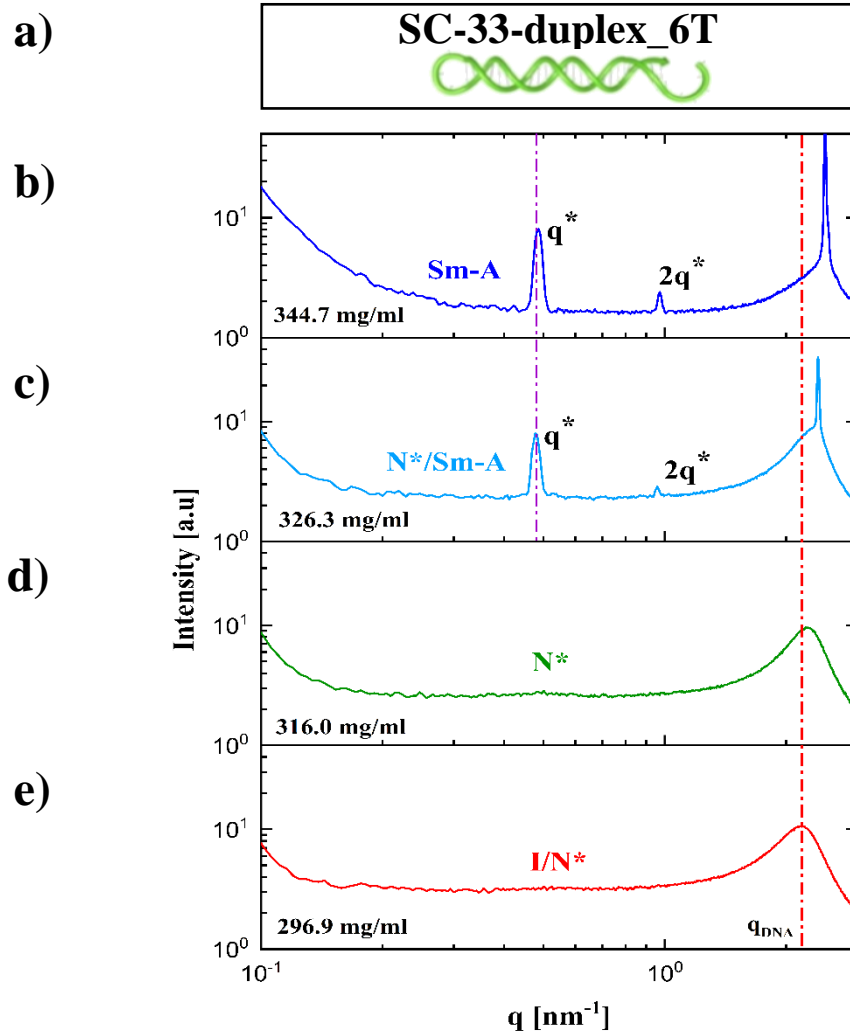 a)
SC-33-duplex_6T
b)
10¹
q*
Sm-A
2q*
344.7 mg/ml
10⁰
c)
10¹
q*
N*/Sm-A
2q*
326.3 mg/ml
10⁰
d)
10¹
N*
316.0 mg/ml
10⁰
e)
10¹
I/N*
296.9 mg/ml
q_DNA
10⁰
10⁻¹
10⁰
q [nm⁻¹]
Intensity [a.u]